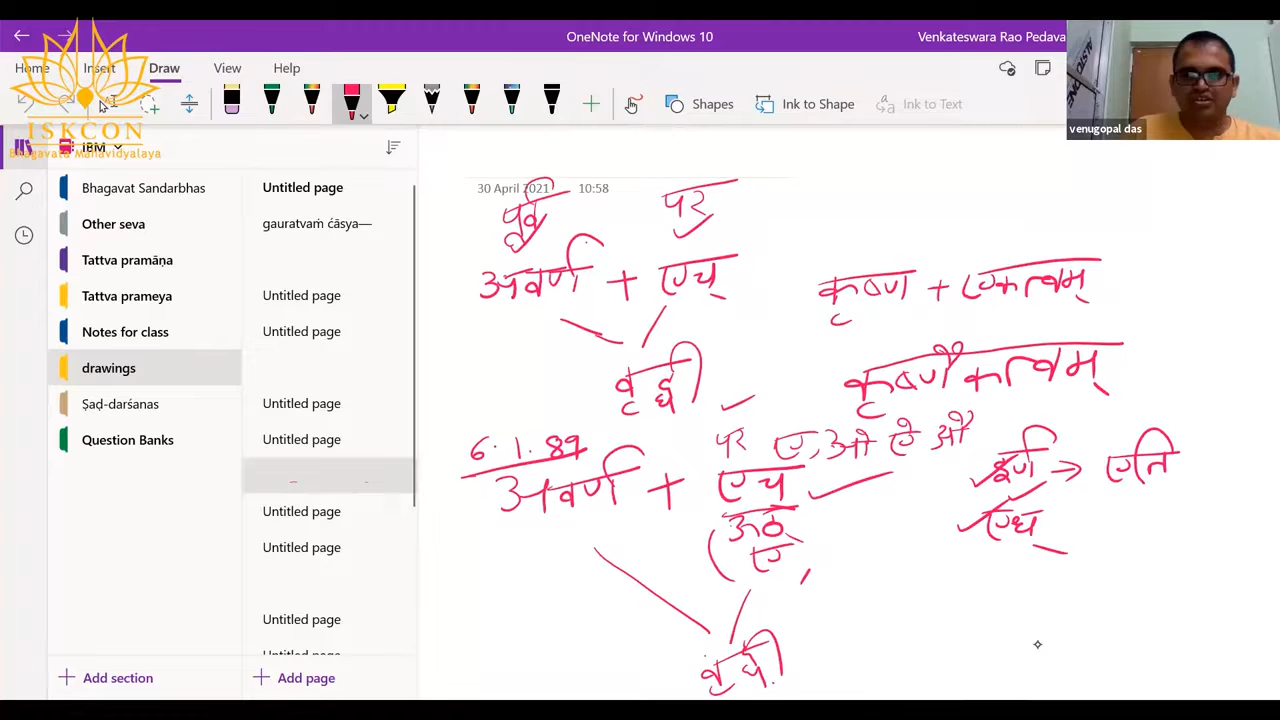 OneNote for Windows 10
Venkateswara Rao Pedava
Home Insert Draw View Help
Shapes Ink to Shape Ink to Text
venugopal das
ISKCON
Bhagavata Mahavidyalaya
IBM
Bhagavat Sandarbhas
Other seva
Tattva pramāṇa
Tattva prameya
Notes for class
drawings
Ṣaḍ-darśanas
Question Banks
Add section
Untitled page
gauratvaṁ ćāsya—
Untitled page
Untitled page
Untitled page
Untitled page
Untitled page
Untitled page
Untitled page
Untitled page
Add page
30 April 2021 10:58
पूर्व पर
अवर्ण + एच्
वृद्धी
कृष्ण + एकत्वम्
कृष्णैकत्वम्
6.1.89
पर ए, ओ ऐ औ
अवर्ण + एच्
ऊठ्
ए
एति
एध्